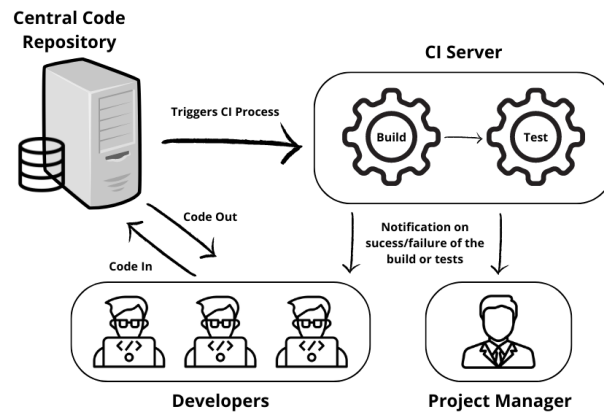 Central Code
Repository
CI Server
Triggers CI Process
Build
Test
Code Out
Code In
Notification on
sucess/failure of the
build or tests
</>
</>
</>
Developers
Project Manager